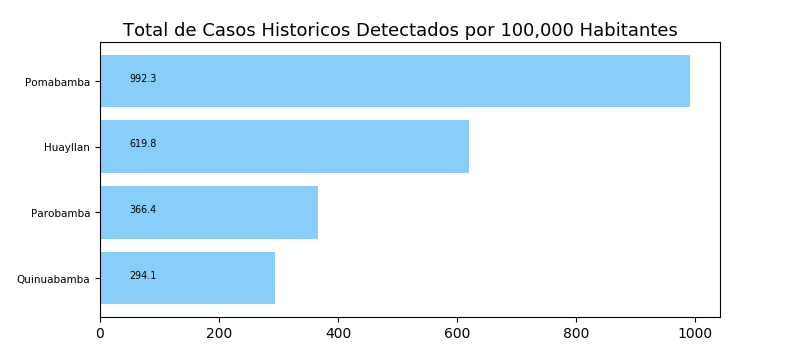 Total de Casos Historicos Detectados por 100,000 Habitantes
Pomabamba 992.3
Huayllan 619.8
Parobamba 366.4
Quinuabamba 294.1
0 200 400 600 800 1000